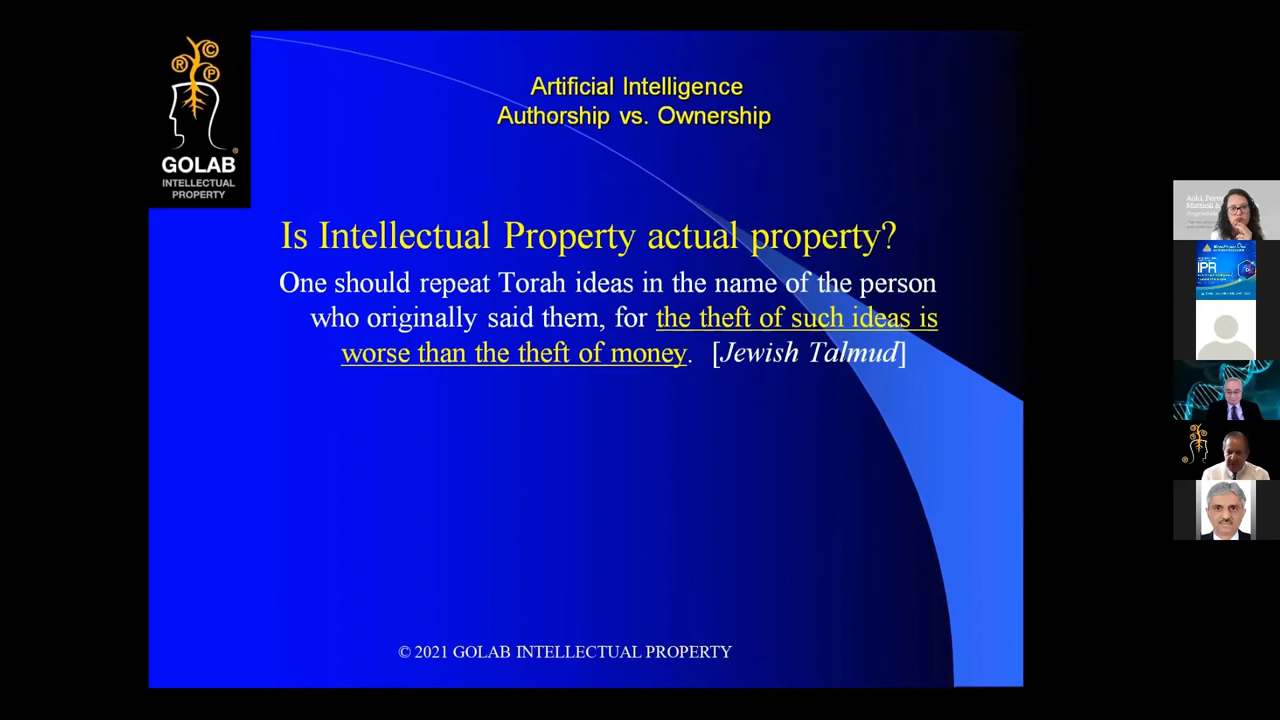 R
C
P
GOLAB
INTELLECTUAL
PROPERTY
Artificial Intelligence
Authorship vs. Ownership
Is Intellectual Property actual property?
One should repeat Torah ideas in the name of the person
who originally said them, for the theft of such ideas is
worse than the theft of money. [Jewish Talmud]
© 2021 GOLAB INTELLECTUAL PROPERTY
Mattioli &
IPR